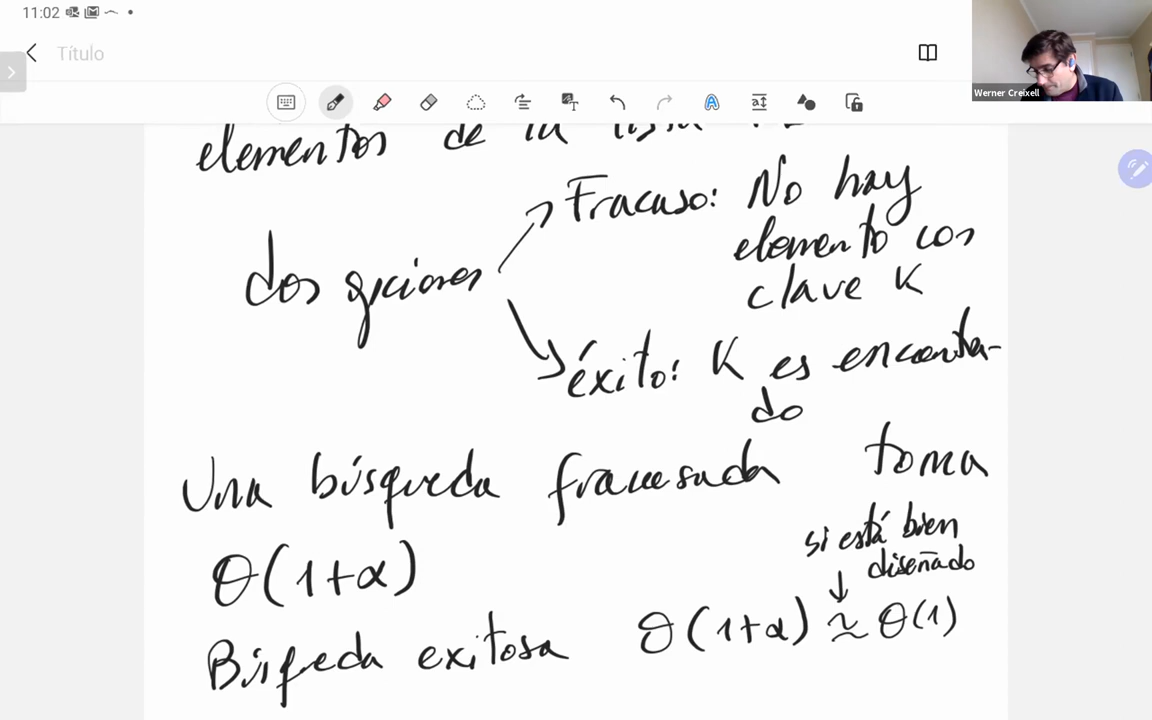 11:02
Título
Werner Creixell
elementos de la lista
dos opciones
Fracaso: No hay
elemento con
clave K
éxito: K es encontra-
do
Una búsqueda fracasada toma
Θ(1+α)
si está bien
diseñado
↓
Búsqueda exitosa Θ(1+α) ≃ Θ(1)